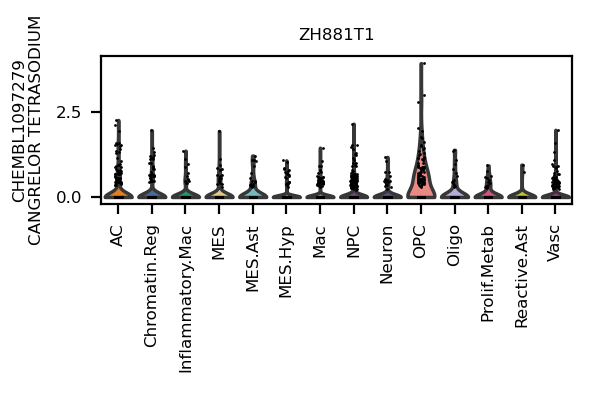 ZH881T1
CHEMBL1097279
CANGRELOR TETRASODIUM
2.5
0.0
AC
Chromatin.Reg
Inflammatory.Mac
MES
MES.Ast
MES.Hyp
Mac
NPC
Neuron
OPC
Oligo
Prolif.Metab
Reactive.Ast
Vasc